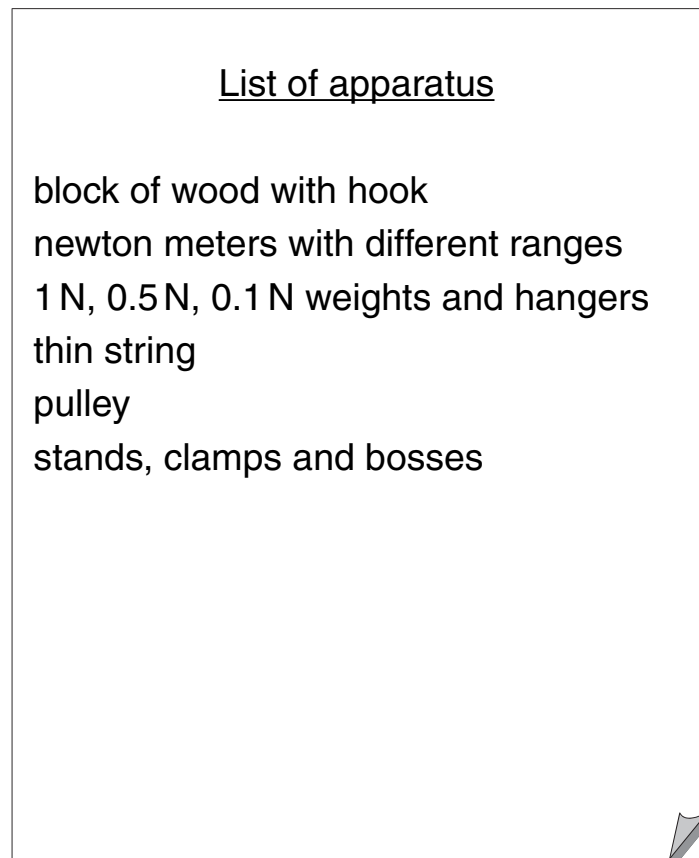 List of apparatus
block of wood with hook
newton meters with different ranges
1 N, 0.5 N, 0.1 N weights and hangers
thin string
pulley
stands, clamps and bosses